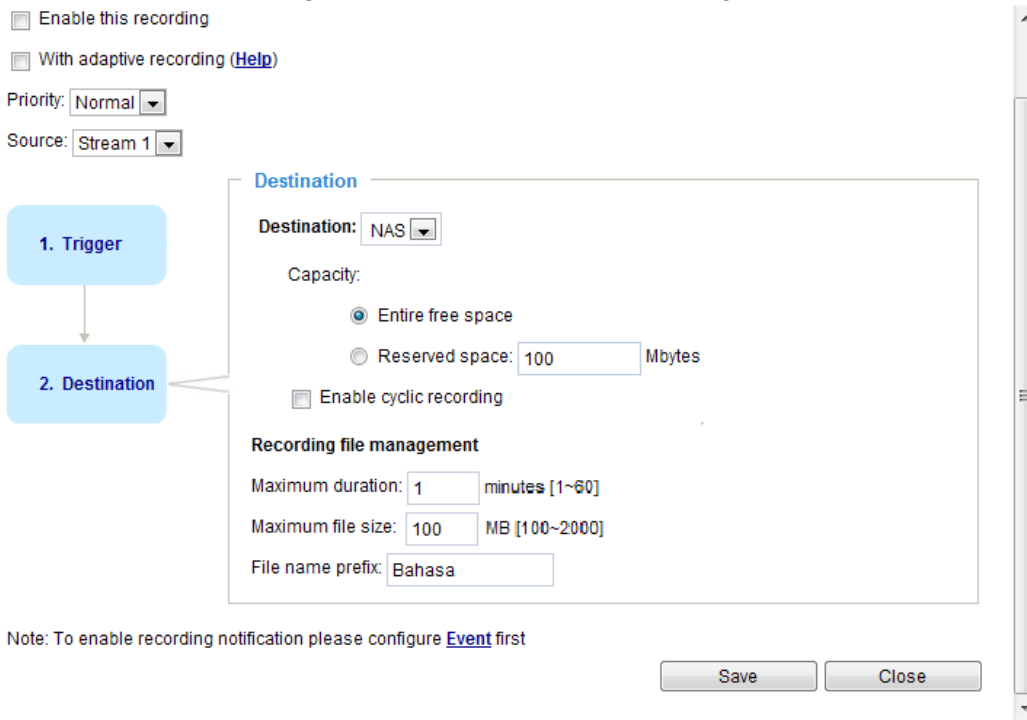 Enable this recording
With adaptive recording (Help)
Priority: Normal
Source: Stream 1
1. Trigger
2. Destination
Destination
Destination: NAS
Capacity:
Entire free space
Reserved space: 100 Mbytes
Enable cyclic recording
Recording file management
Maximum duration: 1 minutes [1~60]
Maximum file size: 100 MB [100~2000]
File name prefix: Bahasa
Note: To enable recording notification please configure Event first
Save Close